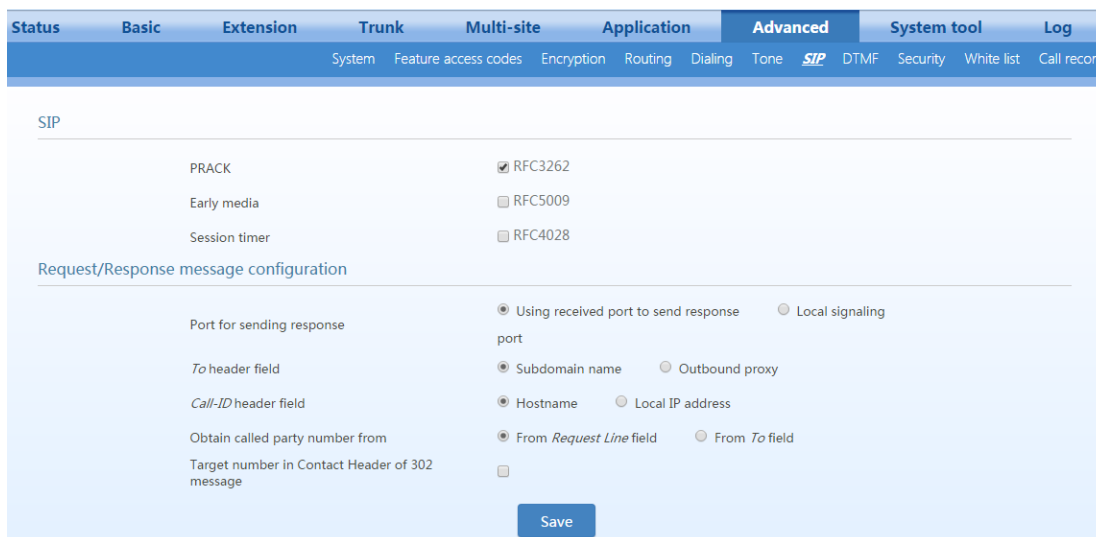 Status Basic Extension Trunk Multi-site Application Advanced System tool Log
System Feature access codes Encryption Routing Dialing Tone SIP DTMF Security White list Call recor
SIP
PRACK RFC3262
Early media RFC5009
Session timer RFC4028
Request/Response message configuration
Port for sending response Using received port to send response Local signaling
port
To header field Subdomain name Outbound proxy
Call-ID header field Hostname Local IP address
Obtain called party number from From Request Line field From To field
Target number in Contact Header of 302
message
Save